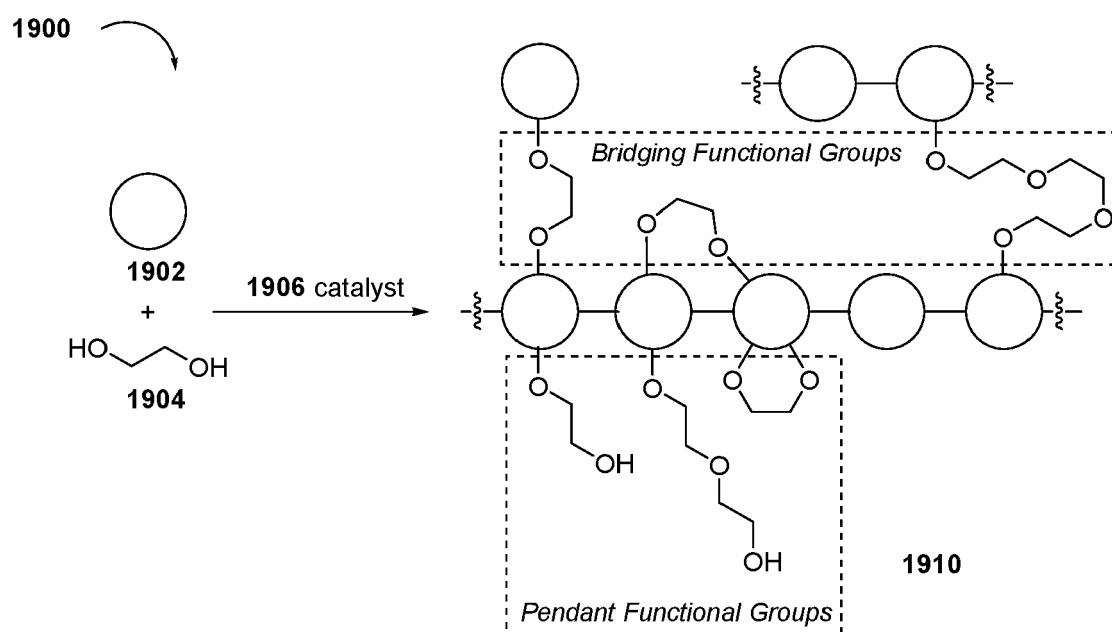 1900
O
Bridging Functional Groups
O
O
O
O
O
O
O
1902
1906 catalyst
+
HO
OH
1904
O
O
O
O
OH
O
OH
1910
Pendant Functional Groups